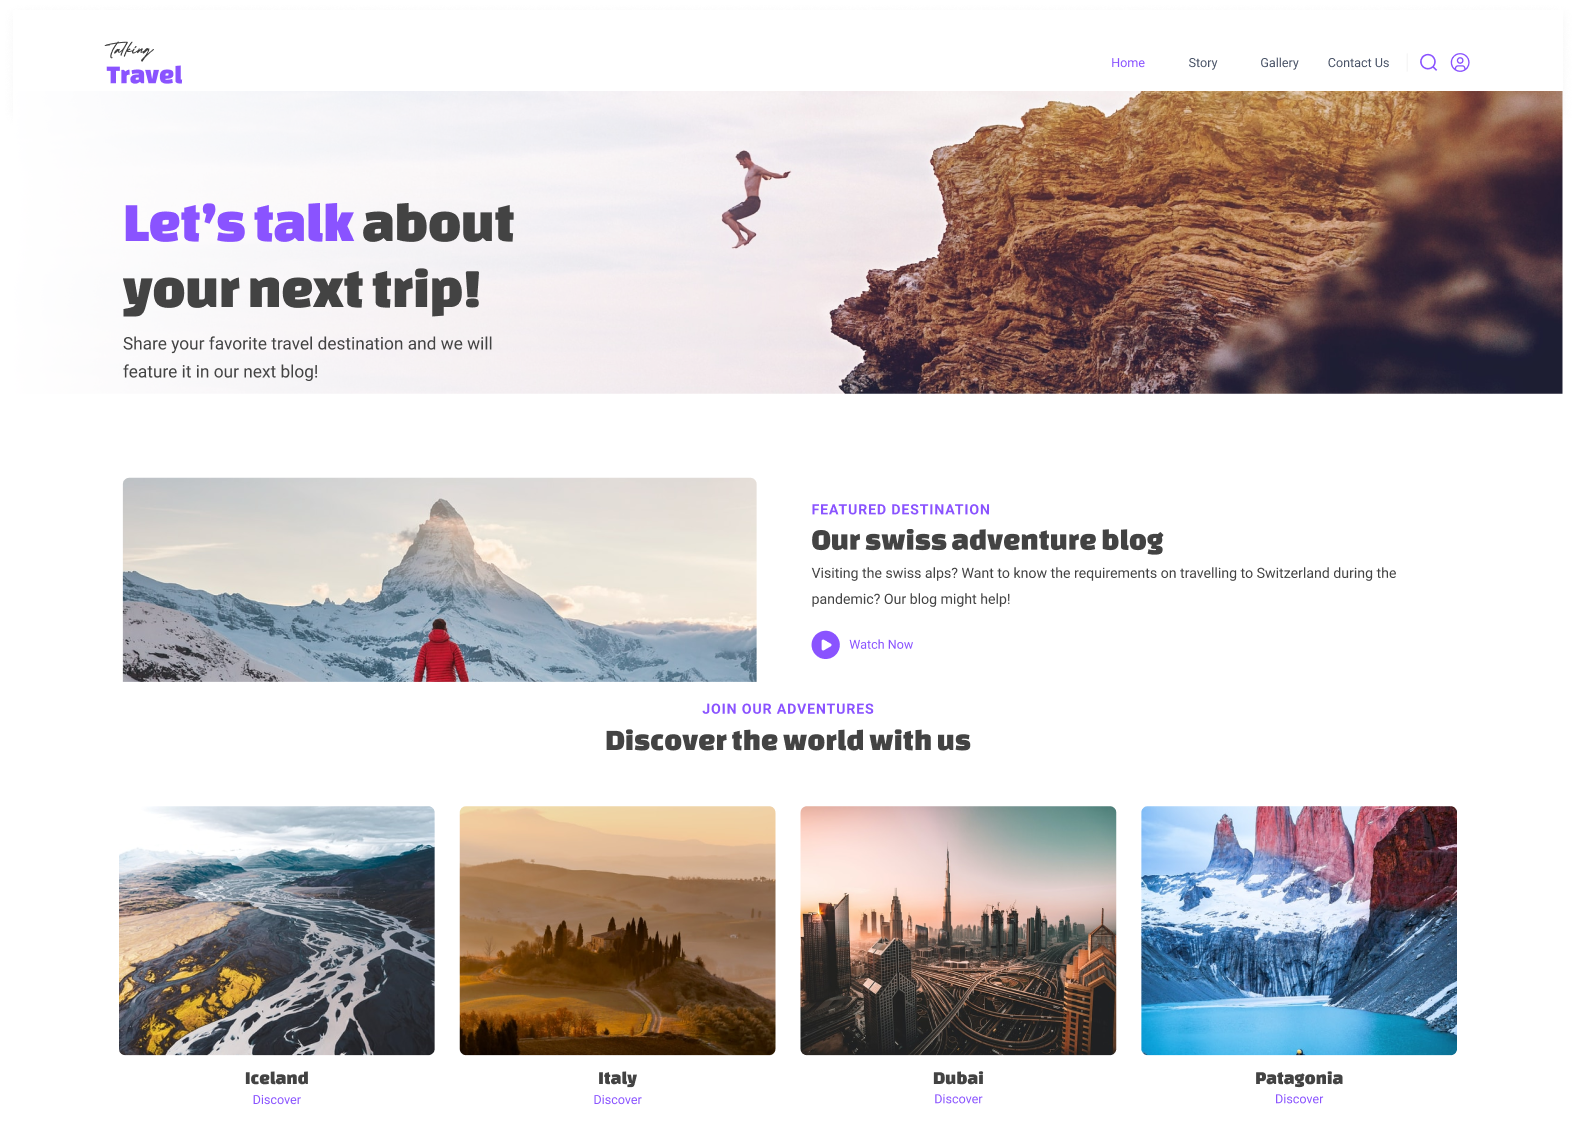 Talking
Travel
Home
Story
Gallery
Contact Us
Let's talk about
your next trip!
Share your favorite travel destination and we will
feature it in our next blog!
FEATURED DESTINATION
Our swiss adventure blog
Visiting the swiss alps? Want to know the requirements on travelling to Switzerland during the
pandemic? Our blog might help!
Watch Now
JOIN OUR ADVENTURES
Discover the world with us
Iceland
Discover
Italy
Discover
Dubai
Discover
Patagonia
Discover